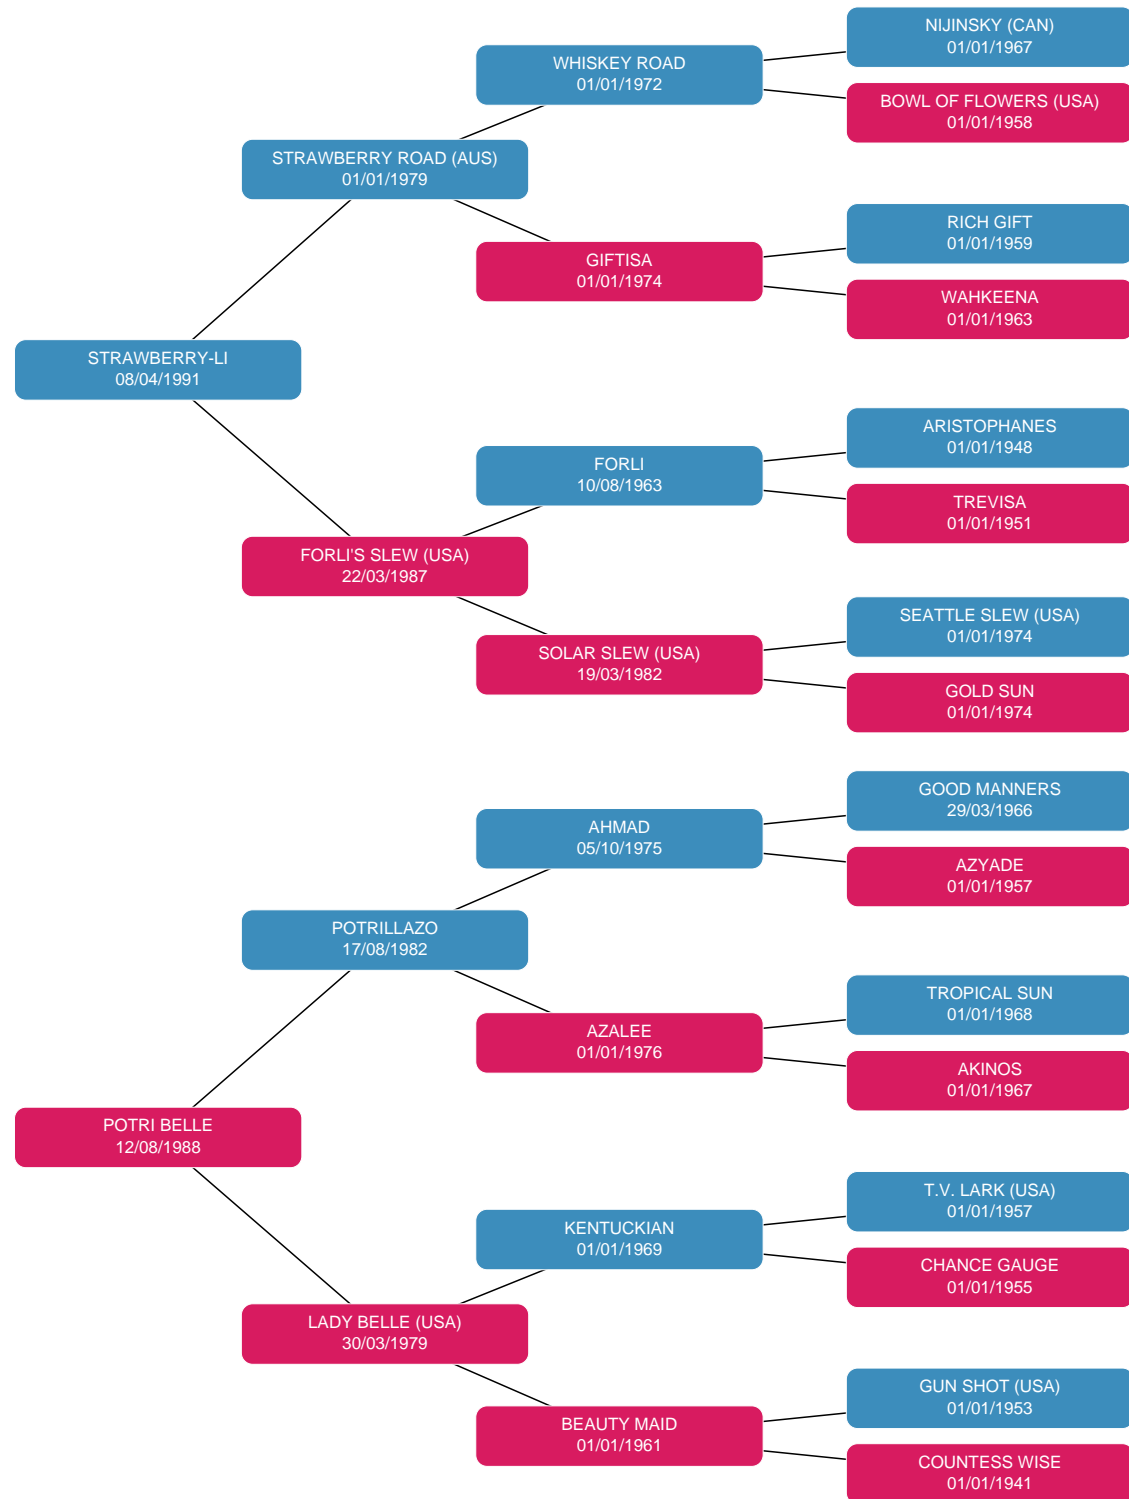 NIJINSKY (CAN)
01/01/1967
WHISKEY ROAD
01/01/1972
BOWL OF FLOWERS (USA)
01/01/1958
STRAWBERRY ROAD (AUS)
01/01/1979
RICH GIFT
01/01/1959
GIFTISA
01/01/1974
WAHKEENA
01/01/1963
STRAWBERRY-LI
08/04/1991
ARISTOPHANES
01/01/1948
FORLI
10/08/1963
TREVISA
01/01/1951
FORLI'S SLEW (USA)
22/03/1987
SEATTLE SLEW (USA)
01/01/1974
SOLAR SLEW (USA)
19/03/1982
GOLD SUN
01/01/1974
GOOD MANNERS
29/03/1966
AHMAD
05/10/1975
AZYADE
01/01/1957
POTRILLAZO
17/08/1982
TROPICAL SUN
01/01/1968
AZALEE
01/01/1976
AKINOS
01/01/1967
POTRI BELLE
12/08/1988
T.V. LARK (USA)
01/01/1957
KENTUCKIAN
01/01/1969
CHANCE GAUGE
01/01/1955
LADY BELLE (USA)
30/03/1979
GUN SHOT (USA)
01/01/1953
BEAUTY MAID
01/01/1961
COUNTESS WISE
01/01/1941